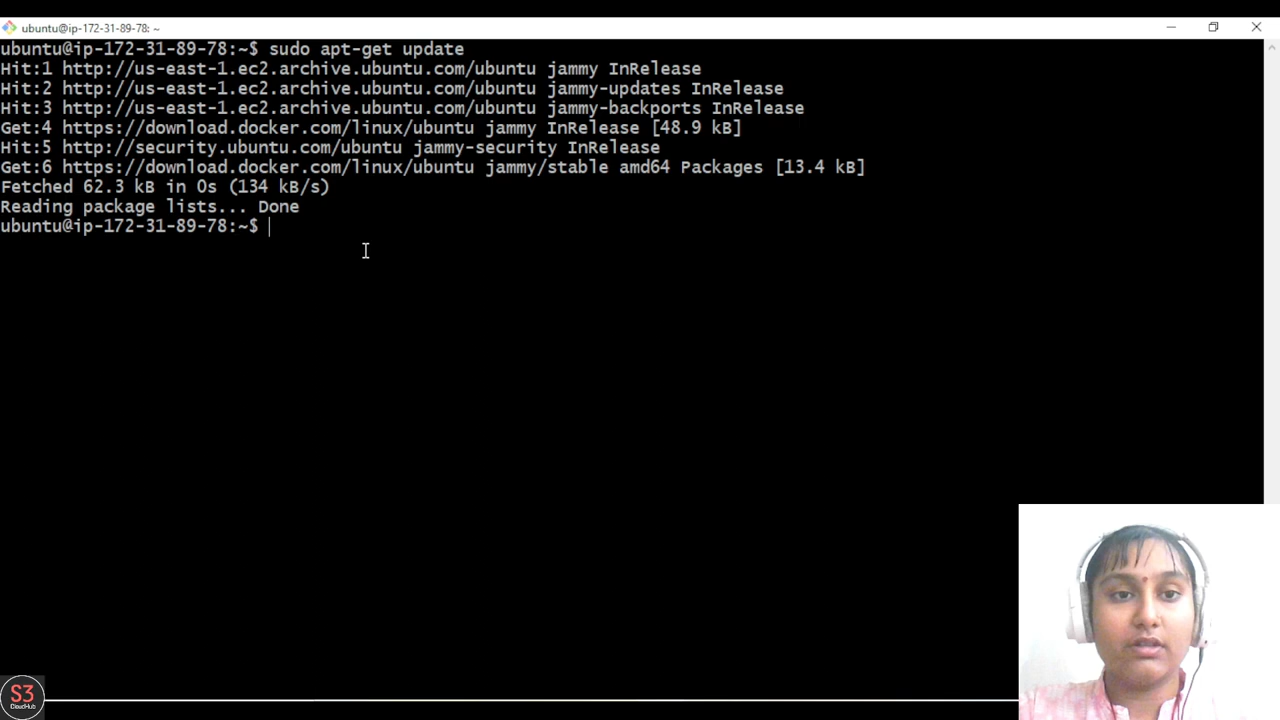 ubuntu@ip-172-31-89-78: ~
ubuntu@ip-172-31-89-78:~$ sudo apt-get update
Hit:1 http://us-east-1.ec2.archive.ubuntu.com/ubuntu jammy InRelease
Hit:2 http://us-east-1.ec2.archive.ubuntu.com/ubuntu jammy-updates InRelease
Hit:3 http://us-east-1.ec2.archive.ubuntu.com/ubuntu jammy-backports InRelease
Get:4 https://download.docker.com/linux/ubuntu jammy InRelease [48.9 kB]
Hit:5 http://security.ubuntu.com/ubuntu jammy-security InRelease
Get:6 https://download.docker.com/linux/ubuntu jammy/stable amd64 Packages [13.4 kB]
Fetched 62.3 kB in 0s (134 kB/s)
Reading package lists... Done
ubuntu@ip-172-31-89-78:~$
S3
CloudHub